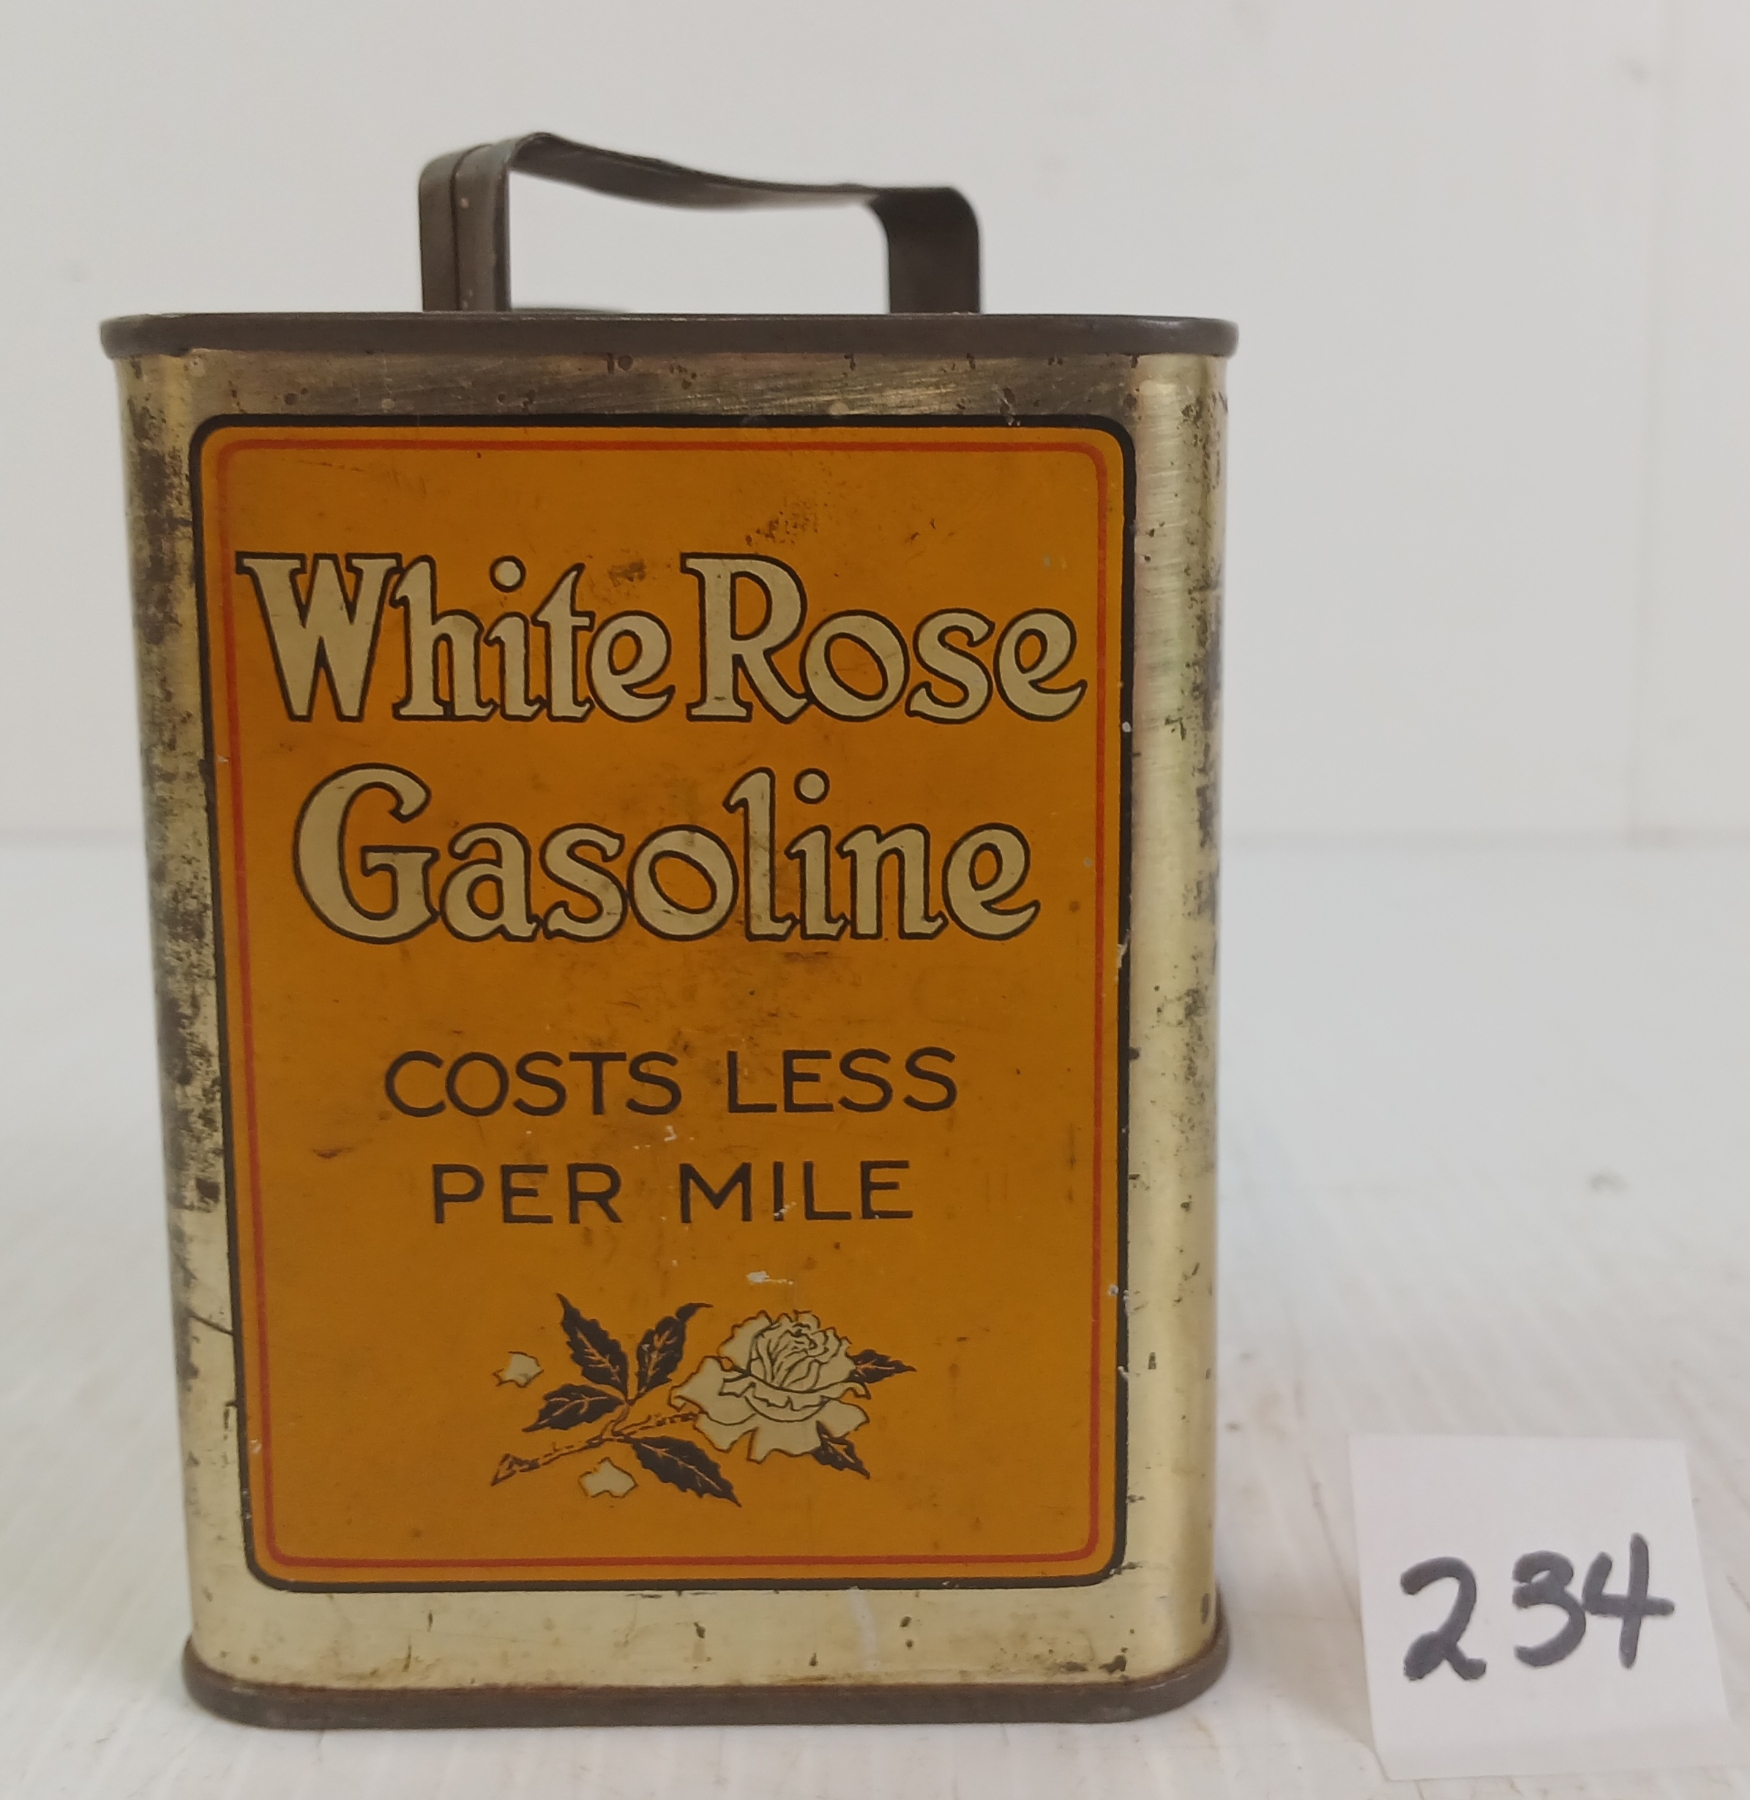 White Rose
Gasoline
COSTS LESS
PER MILE
234